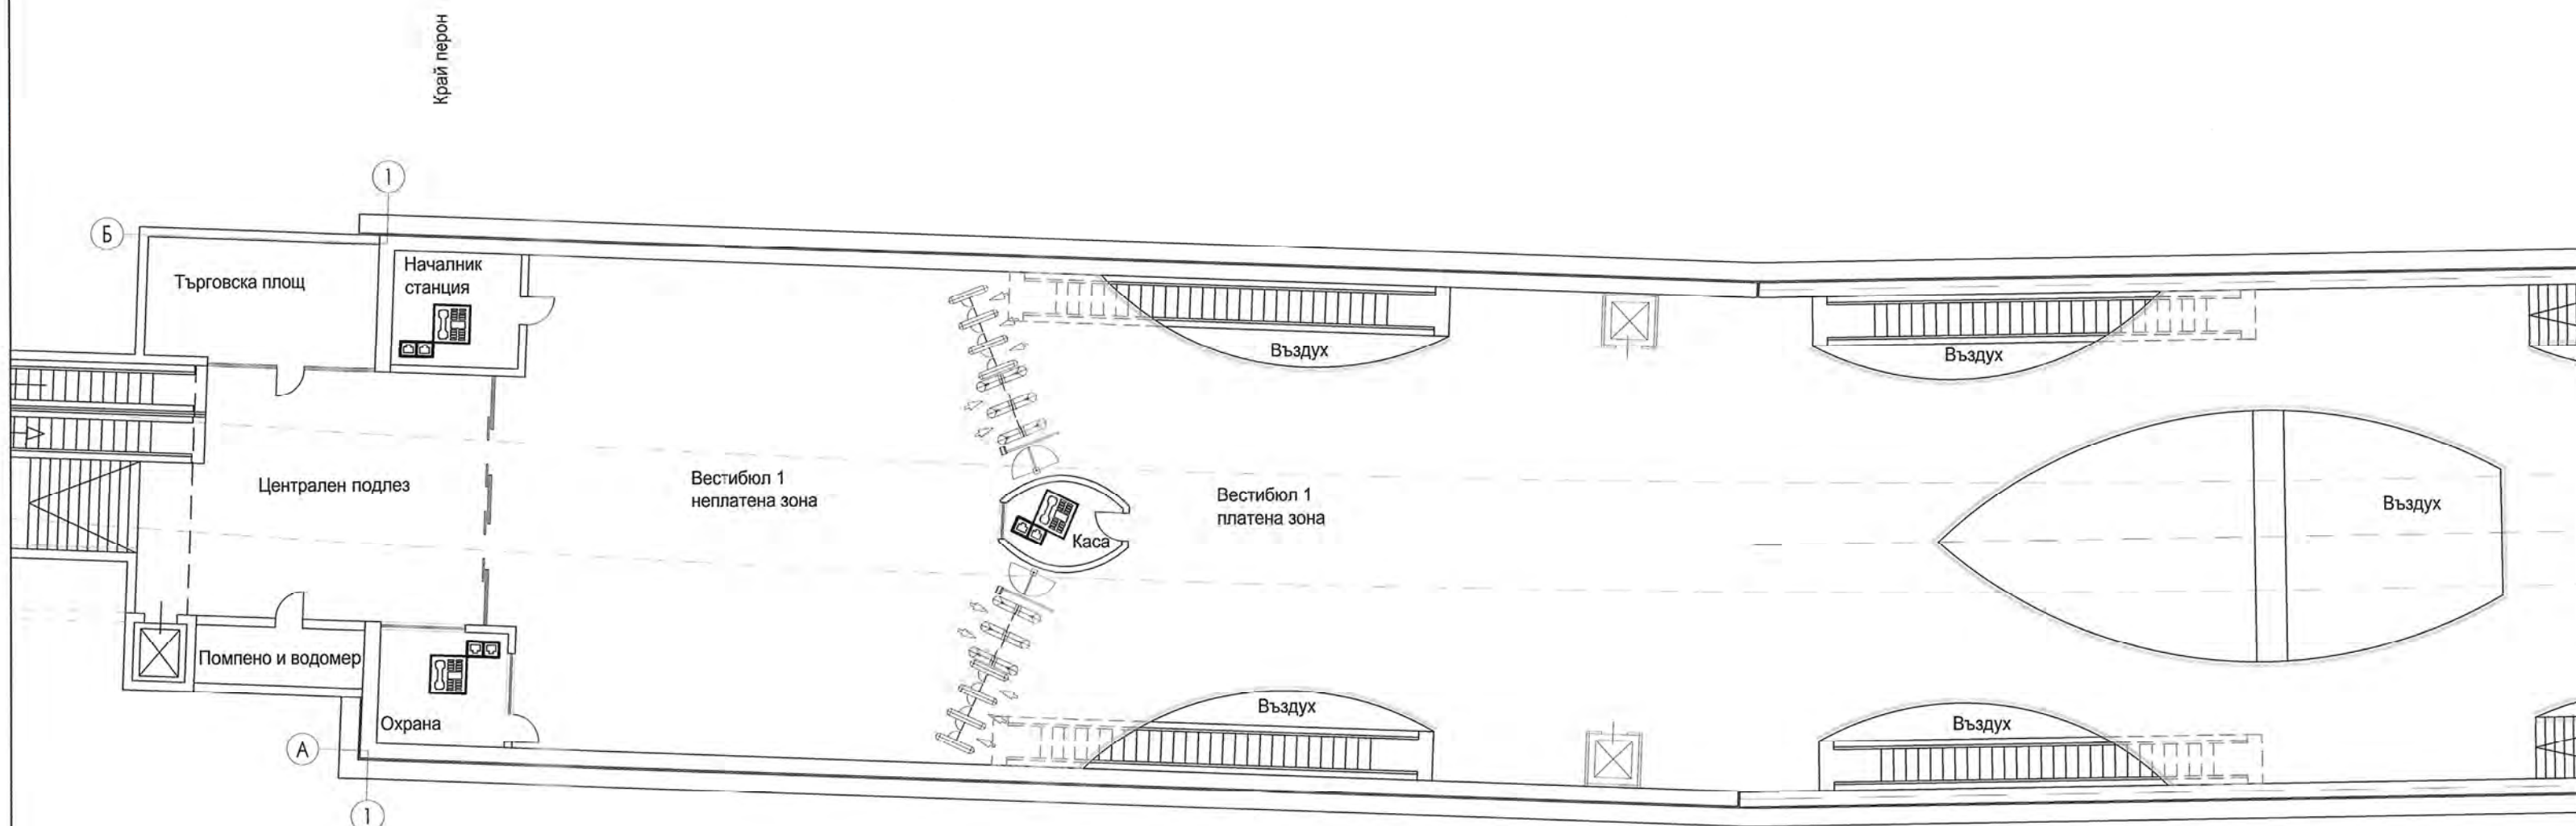 Край перон
1
Б
Търговска площ
Началник
станция
Въздух
Въздух
Централен подлез
Вестибюл 1
неплатена зона
Вестибюл 1
платена зона
Каса
Въздух
Помпено и водомер
Охрана
Въздух
Въздух
А
1